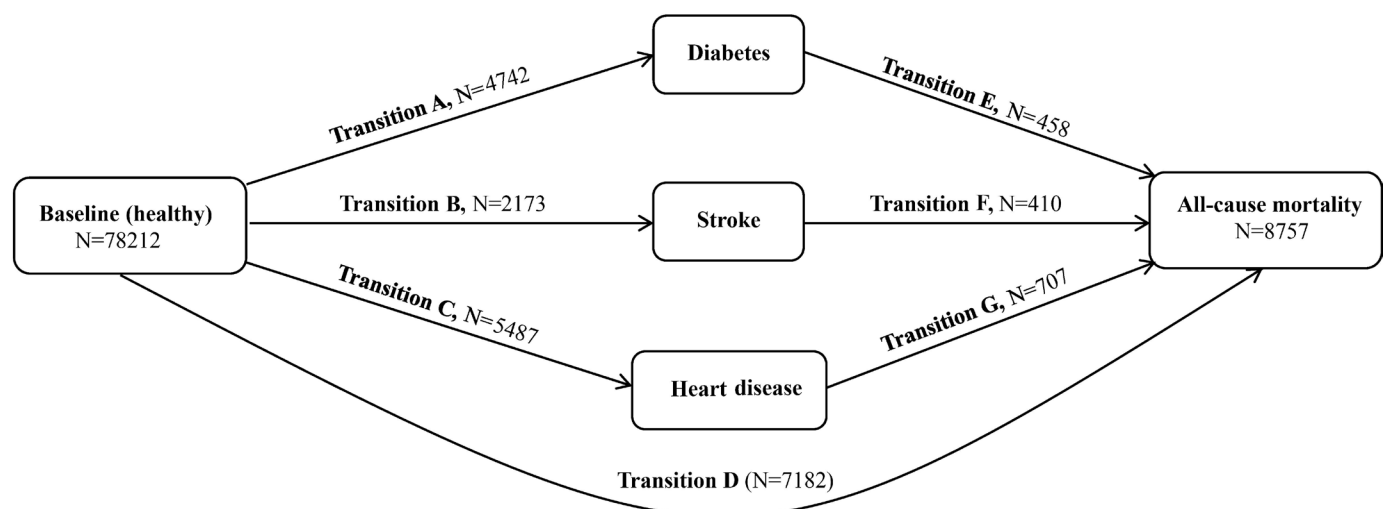 Diabetes
Transition A, N=4742
Transition E, N=458
Baseline (healthy)
N=78212
Transition B, N=2173
Stroke
Transition F, N=410
All-cause mortality
N=8757
Transition C, N=5487
Transition G, N=707
Heart disease
Transition D (N=7182)